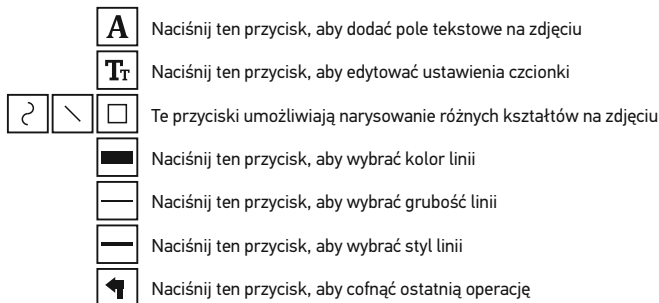 A Naciśnij ten przycisk, aby dodać pole tekstowe na zdjęciu
TT Naciśnij ten przycisk, aby edytować ustawienia czcionki
Te przyciski umożliwiają narysowanie różnych kształtów na zdjęciu
Naciśnij ten przycisk, aby wybrać kolor linii
Naciśnij ten przycisk, aby wybrać grubość linii
Naciśnij ten przycisk, aby wybrać styl linii
Naciśnij ten przycisk, aby cofnąć ostatnią operację